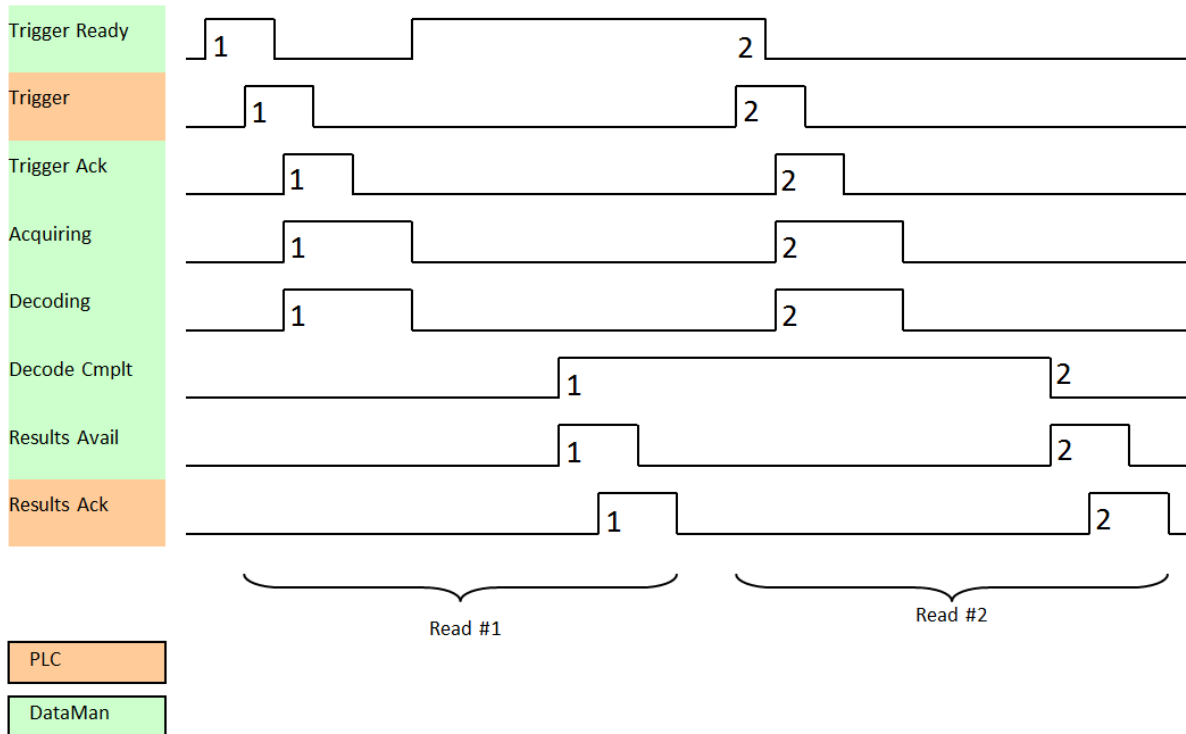 Trigger Ready 1 2
Trigger 1 2
Trigger Ack 1 2
Acquiring 1 2
Decoding 1 2
Decode Cmplt 1 2
Results Avail 1 2
Results Ack 1 2
Read #1 Read #2
PLC
DataMan